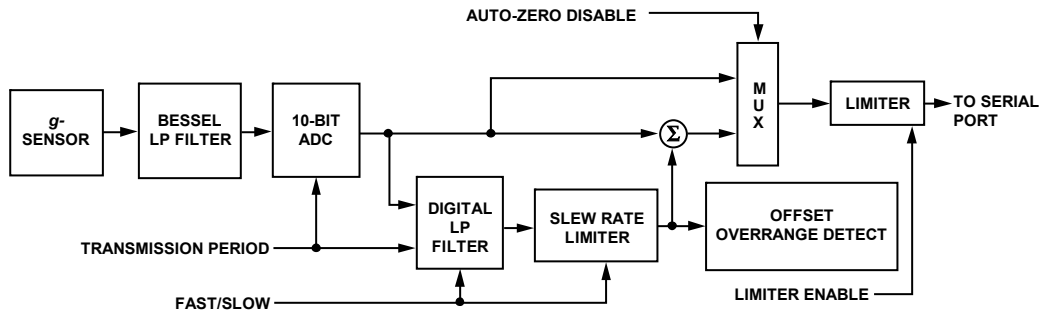 AUTO-ZERO DISABLE
g-
SENSOR
BESSEL
LP FILTER
10-BIT
ADC
Σ
M
U
X
LIMITER
TO SERIAL
PORT
DIGITAL
LP
FILTER
SLEW RATE
LIMITER
OFFSET
OVERRANGE DETECT
TRANSMISSION PERIOD
FAST/SLOW
LIMITER ENABLE